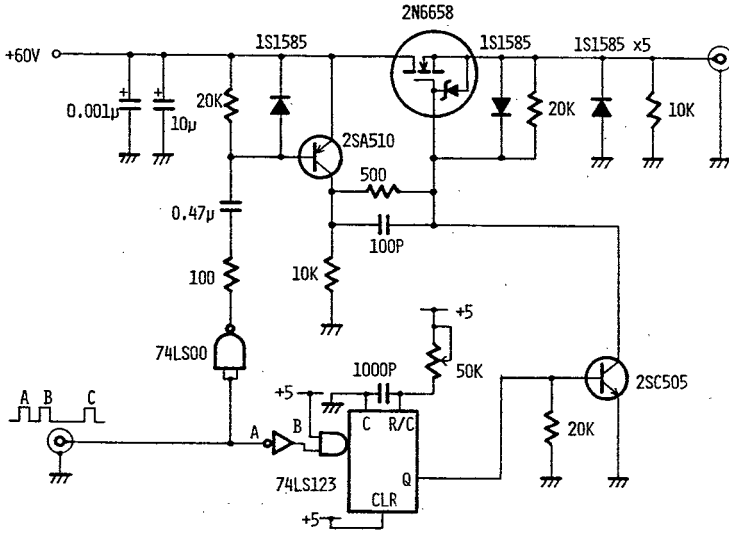 2N6658
+60V
1S1585
1S1585
1S1585 x5
0.001μ
+
+
10μ
20K
2SA510
20K
10K
500
0.47μ
100P
100
10K
+5
74LS00
1000P
50K
+5
2SC505
A B C
A
B
C R/C
20K
74LS123
Q
CLR
+5